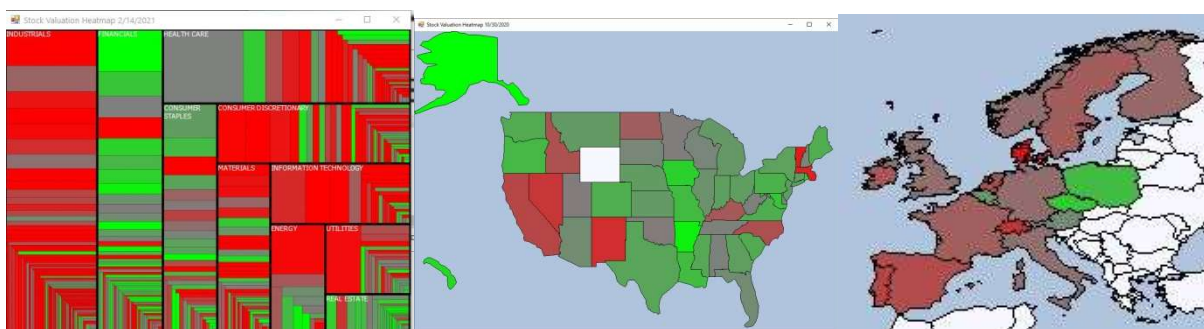 Stock Valuation Heatmap 2/14/2021
INDUSTRIALS
FINANCIALS
HEALTH CARE
CONSUMER
STAPLES
CONSUMER DISCRETIONARY
MATERIALS
INFORMATION TECHNOLOGY
ENERGY
UTILITIES
REAL ESTATE
Stock Valuation Heatmap 10/30/2020